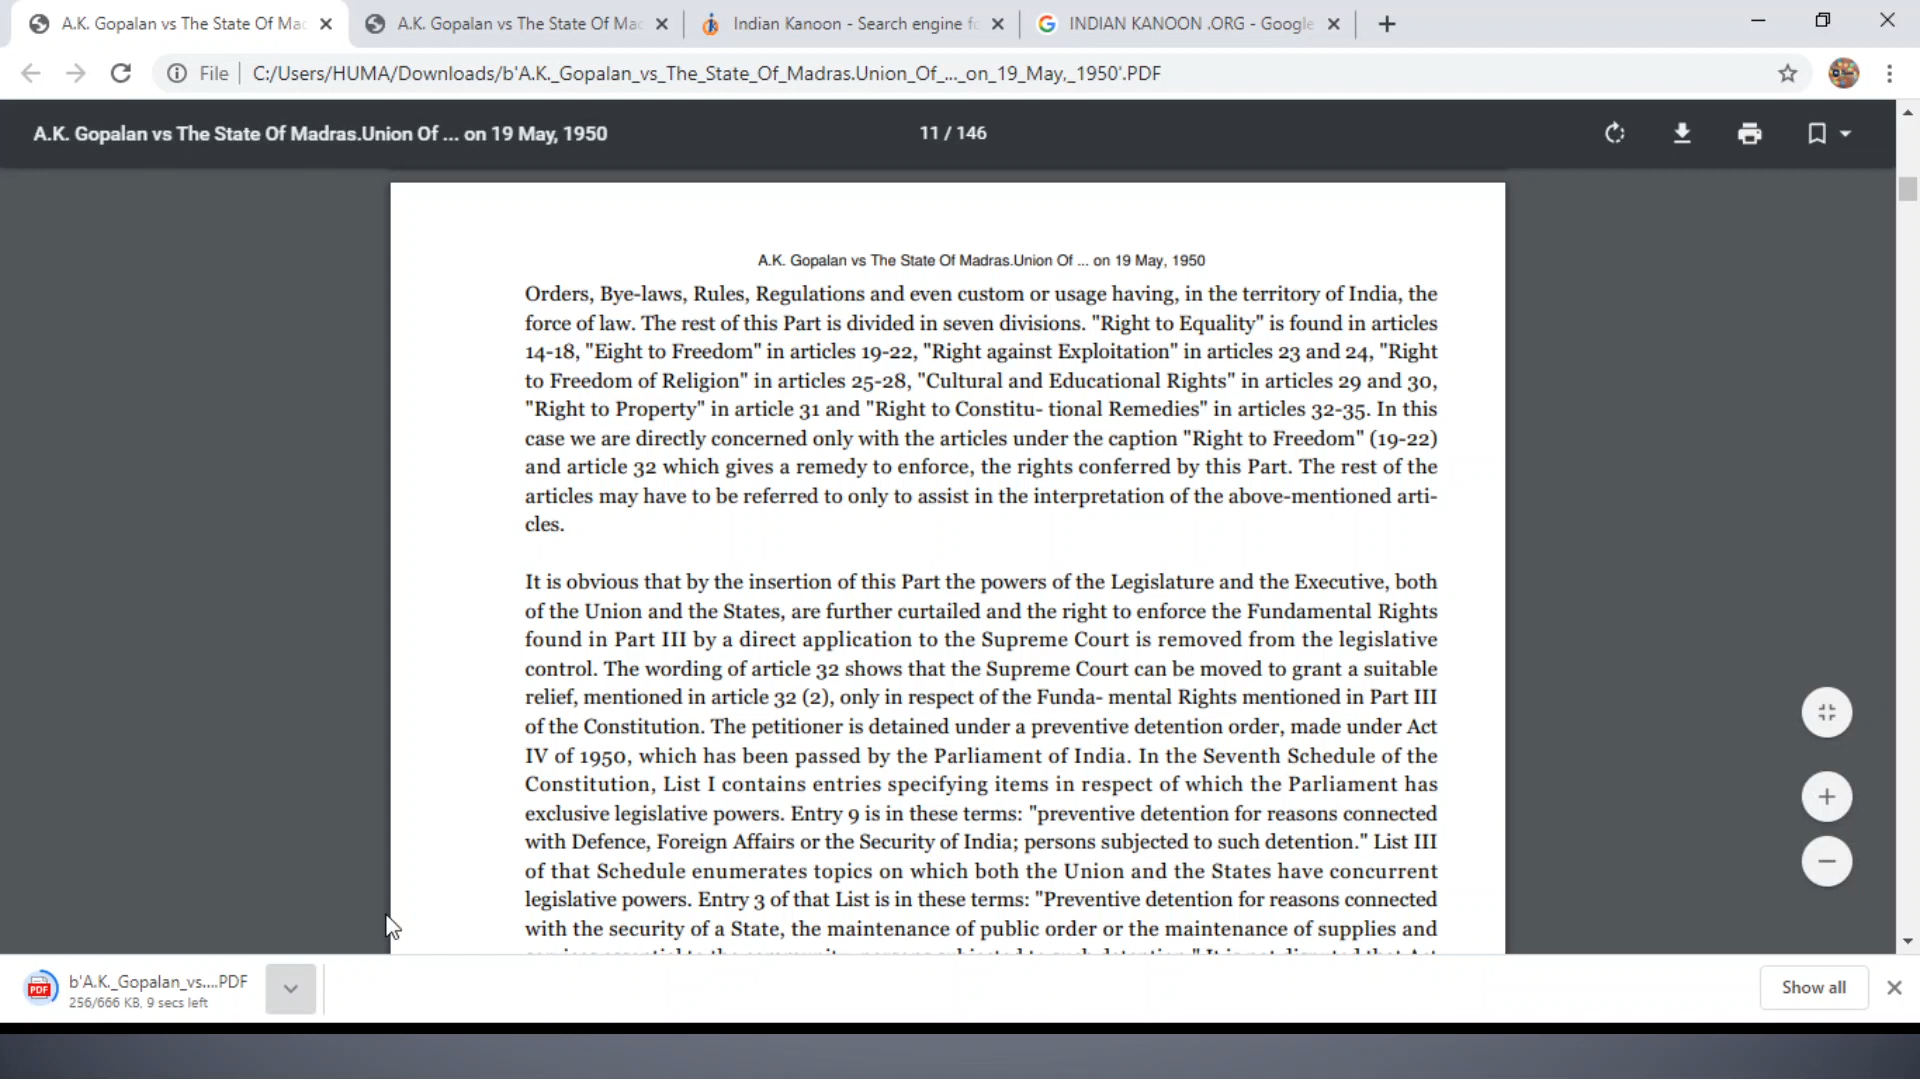 A.K. Gopalan vs The State Of Mad
A.K. Gopalan vs The State Of Mad
Indian Kanoon - Search engine fo
INDIAN KANOON .ORG - Google
File
C:/Users/HUMA/Downloads/b'A.K._Gopalan_vs_The_State_Of_Madras.Union_Of_..._on_19_May,_1950'.PDF
A.K. Gopalan vs The State Of Madras.Union Of ... on 19 May, 1950
11 / 146
A.K. Gopalan vs The State Of Madras.Union Of ... on 19 May, 1950
Orders, Bye-laws, Rules, Regulations and even custom or usage having, in the territory of India, the
force of law. The rest of this Part is divided in seven divisions. "Right to Equality" is found in articles
14-18, "Eight to Freedom" in articles 19-22, "Right against Exploitation" in articles 23 and 24, "Right
to Freedom of Religion" in articles 25-28, "Cultural and Educational Rights" in articles 29 and 30,
"Right to Property" in article 31 and "Right to Constitu- tional Remedies" in articles 32-35. In this
case we are directly concerned only with the articles under the caption "Right to Freedom" (19-22)
and article 32 which gives a remedy to enforce, the rights conferred by this Part. The rest of the
articles may have to be referred to only to assist in the interpretation of the above-mentioned arti-
cles.
It is obvious that by the insertion of this Part the powers of the Legislature and the Executive, both
of the Union and the States, are further curtailed and the right to enforce the Fundamental Rights
found in Part III by a direct application to the Supreme Court is removed from the legislative
control. The wording of article 32 shows that the Supreme Court can be moved to grant a suitable
relief, mentioned in article 32 (2), only in respect of the Funda- mental Rights mentioned in Part III
of the Constitution. The petitioner is detained under a preventive detention order, made under Act
IV of 1950, which has been passed by the Parliament of India. In the Seventh Schedule of the
Constitution, List I contains entries specifying items in respect of which the Parliament has
exclusive legislative powers. Entry 9 is in these terms: "preventive detention for reasons connected
with Defence, Foreign Affairs or the Security of India; persons subjected to such detention." List III
of that Schedule enumerates topics on which both the Union and the States have concurrent
legislative powers. Entry 3 of that List is in these terms: "Preventive detention for reasons connected
with the security of a State, the maintenance of public order or the maintenance of supplies and
b'A.K._Gopalan_vs....PDF
256/666 KB, 9 secs left
Show all